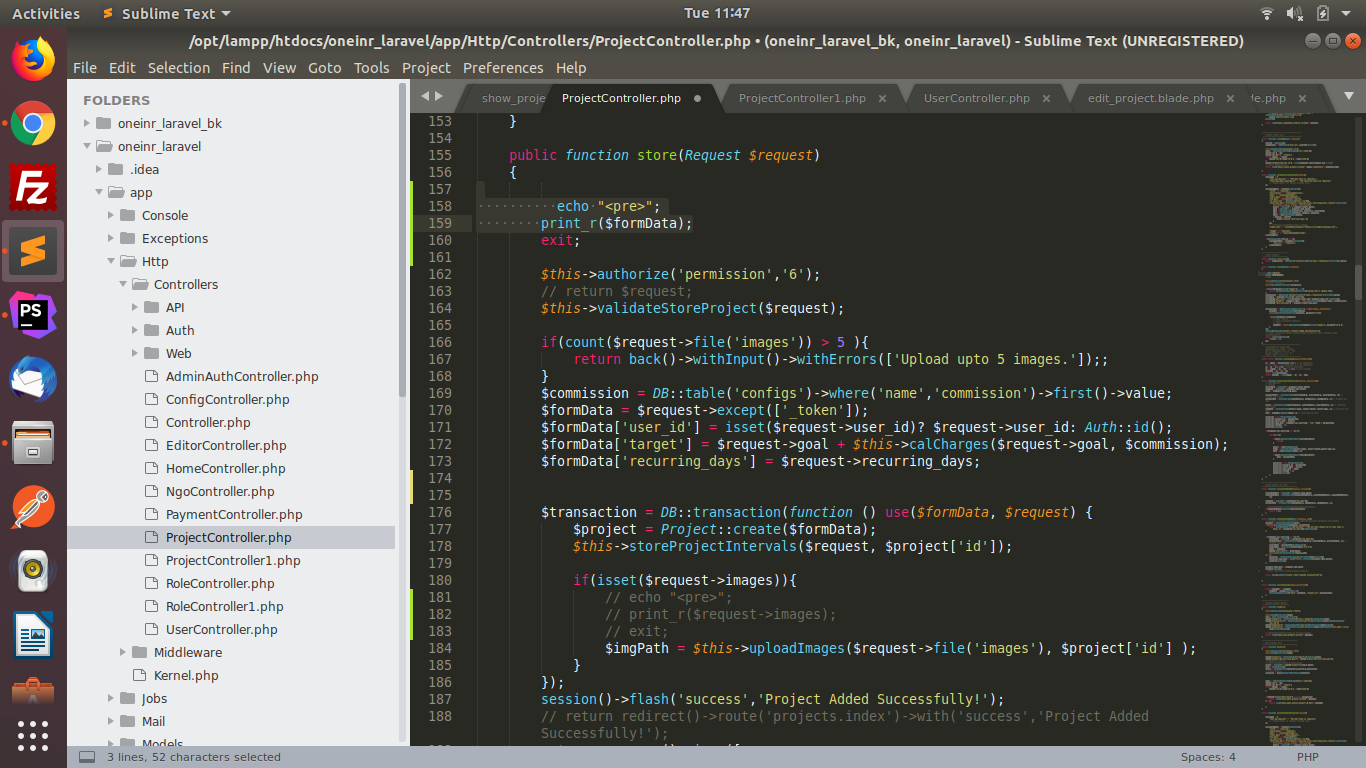 Activities Sublime Text Tue 11:47
/opt/lampp/htdocs/oneinr_laravel/app/Http/Controllers/ProjectController.php • (oneinr_laravel_bk, oneinr_laravel) - Sublime Text (UNREGISTERED)
File Edit Selection Find View Goto Tools Project Preferences Help
FOLDERS
oneinr_laravel_bk
oneinr_laravel
.idea
app
Console
Exceptions
Http
Controllers
API
Auth
Web
AdminAuthController.php
ConfigController.php
Controller.php
EditorController.php
HomeController.php
NgoController.php
PaymentController.php
ProjectController.php
ProjectController1.php
RoleController.php
RoleController1.php
UserController.php
Middleware
Kernel.php
Jobs
Mail
Models
show_proje ProjectController.php ProjectController1.php UserController.php edit_project.blade.php de.php
153 }
154
155 public function store(Request $request)
156 {
157
158 echo "<pre>";
159 print_r($formData);
160 exit;
161
162 $this->authorize('permission','6');
163 // return $request;
164 $this->validateStoreProject($request);
165
166 if(count($request->file('images')) > 5 ){
167 return back()->withInput()->withErrors(['Upload upto 5 images.']);;
168 }
169 $commission = DB::table('configs')->where('name','commission')->first()->value;
170 $formData = $request->except(['_token']);
171 $formData['user_id'] = isset($request->user_id)? $request->user_id: Auth::id();
172 $formData['target'] = $request->goal + $this->calCharges($request->goal, $commission);
173 $formData['recurring_days'] = $request->recurring_days;
174
175
176 $transaction = DB::transaction(function () use($formData, $request) {
177 $project = Project::create($formData);
178 $this->storeProjectIntervals($request, $project['id']);
179
180 if(isset($request->images)){
181 // echo "<pre>";
182 // print_r($request->images);
183 // exit;
184 $imgPath = $this->uploadImages($request->file('images'), $project['id'] );
185 }
186 });
187 session()->flash('success','Project Added Successfully!');
188 // return redirect()->route('projects.index')->with('success','Project Added
Successfully!');
3 lines, 52 characters selected Spaces: 4 PHP